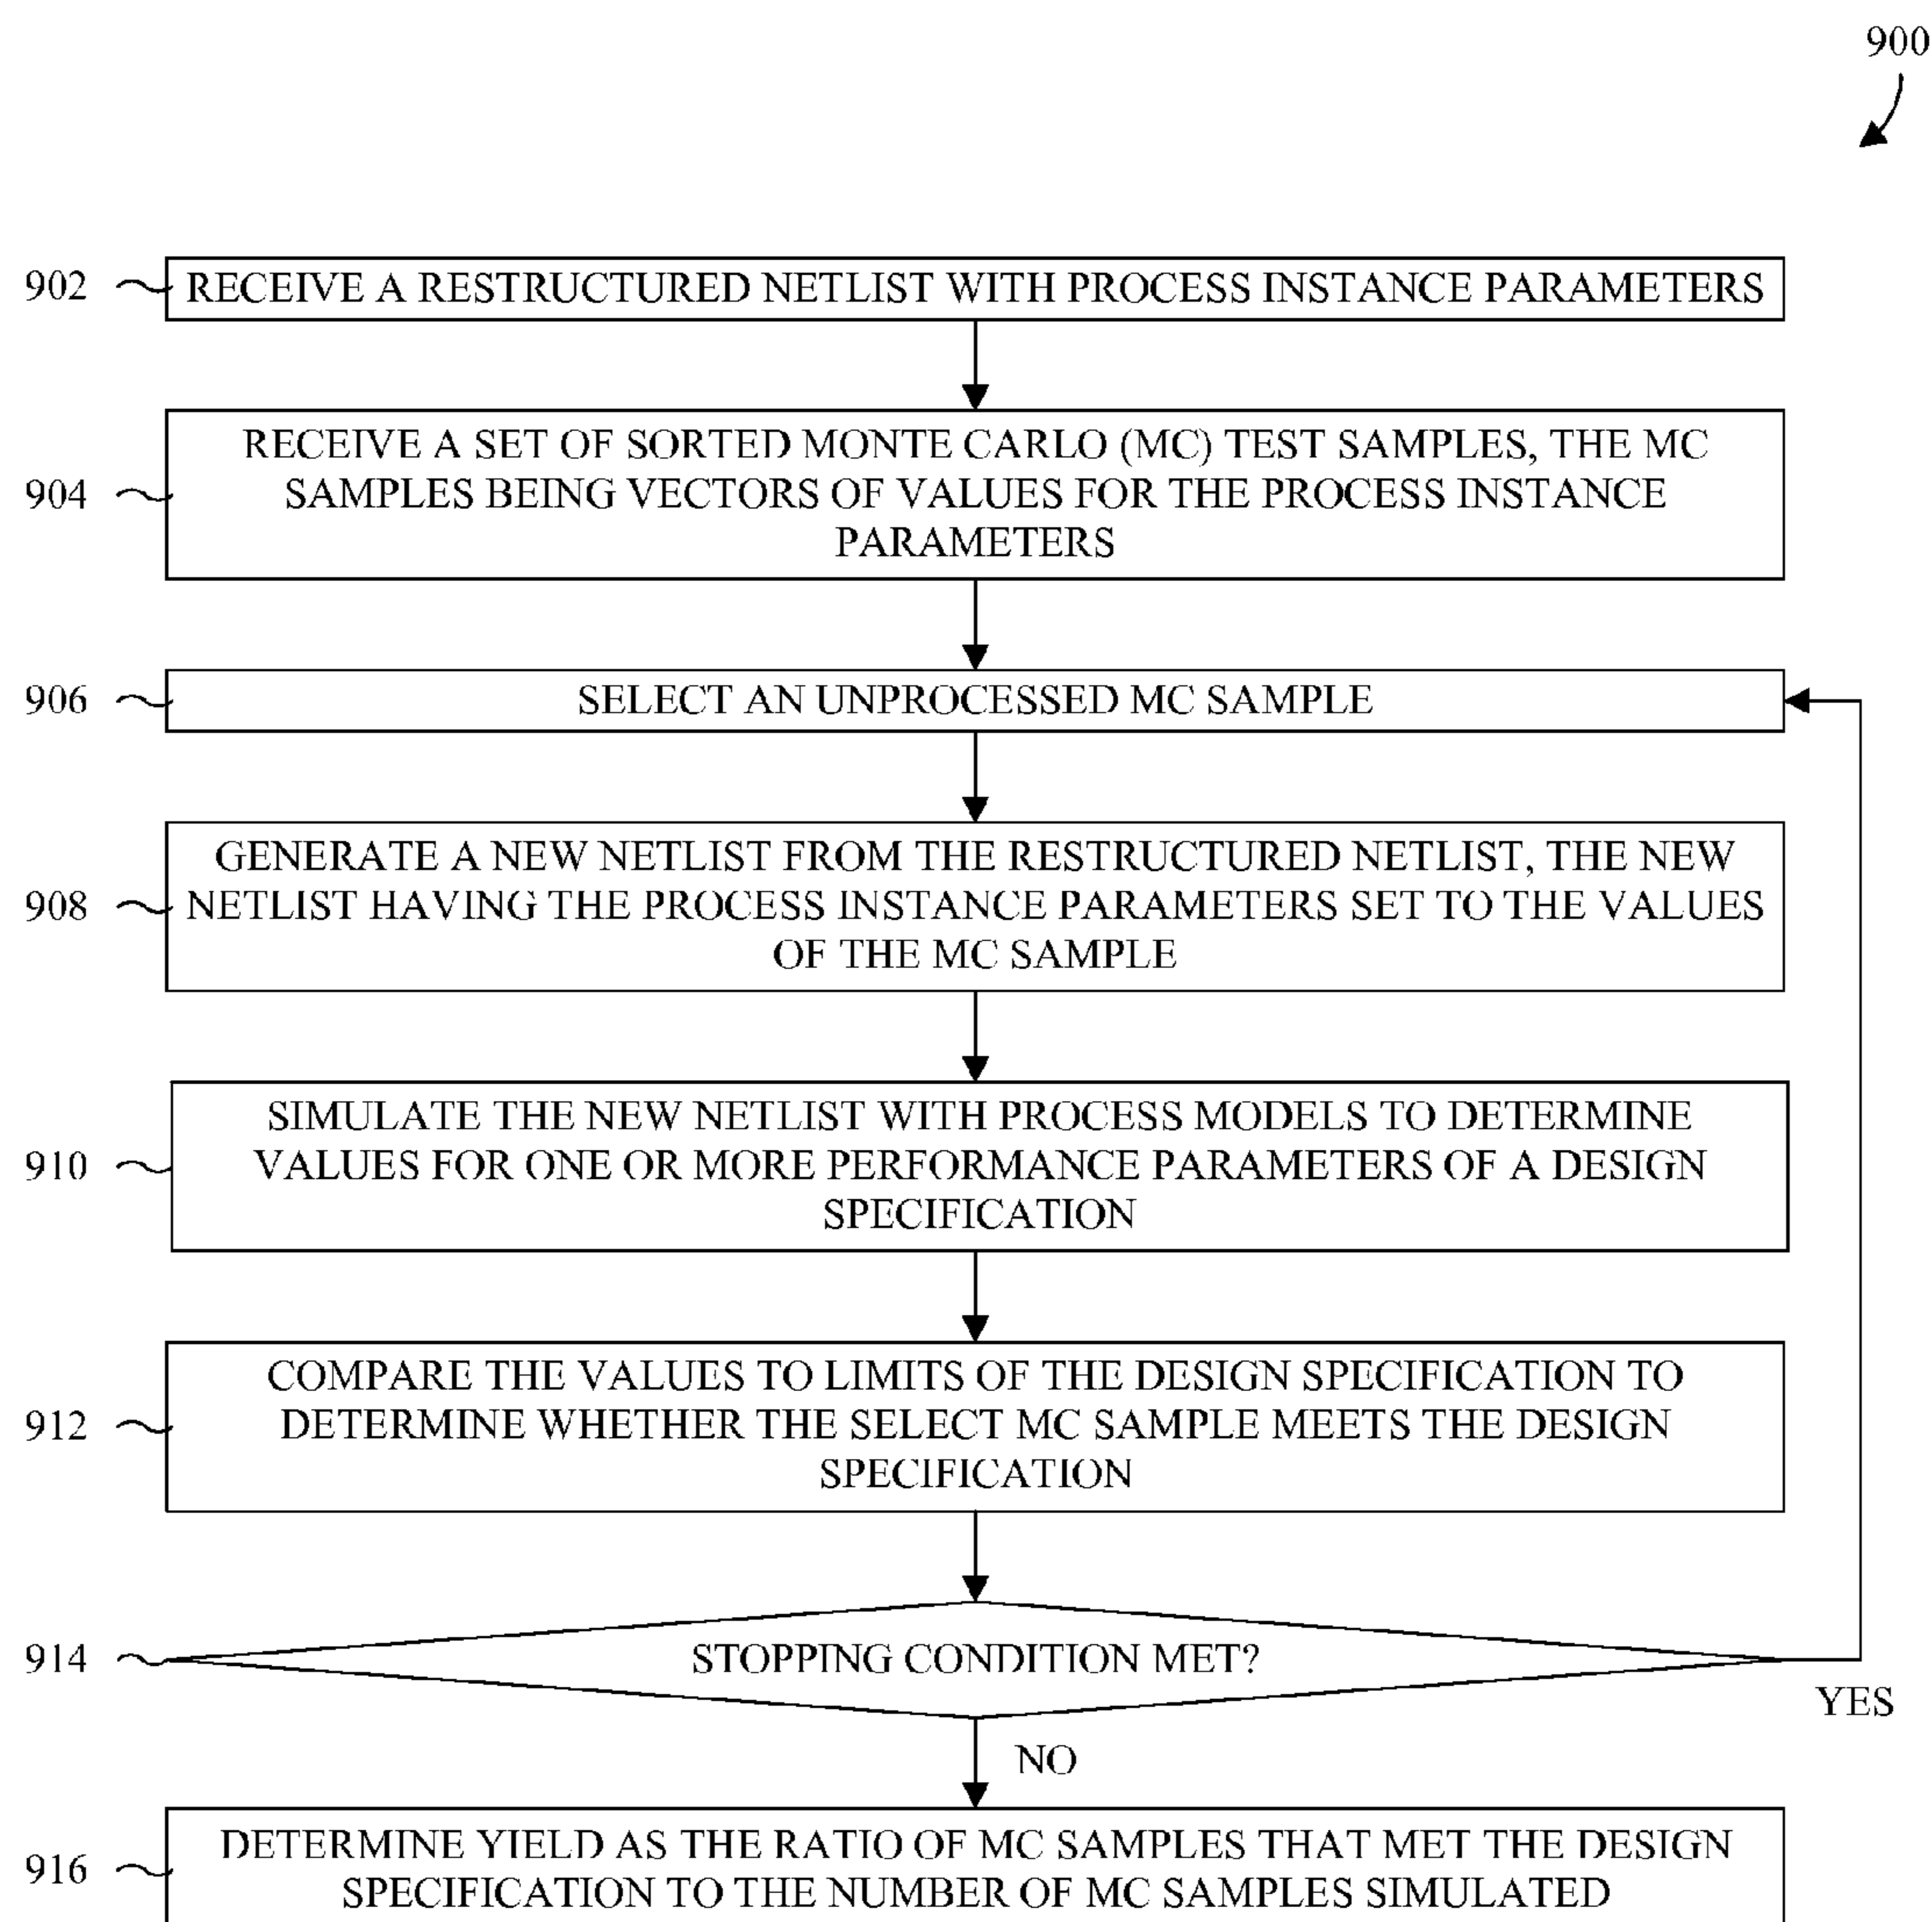 900
902
RECEIVE A RESTRUCTURED NETLIST WITH PROCESS INSTANCE PARAMETERS
904
RECEIVE A SET OF SORTED MONTE CARLO (MC) TEST SAMPLES, THE MC
SAMPLES BEING VECTORS OF VALUES FOR THE PROCESS INSTANCE
PARAMETERS
906
SELECT AN UNPROCESSED MC SAMPLE
908
GENERATE A NEW NETLIST FROM THE RESTRUCTURED NETLIST, THE NEW
NETLIST HAVING THE PROCESS INSTANCE PARAMETERS SET TO THE VALUES
OF THE MC SAMPLE
910
SIMULATE THE NEW NETLIST WITH PROCESS MODELS TO DETERMINE
VALUES FOR ONE OR MORE PERFORMANCE PARAMETERS OF A DESIGN
SPECIFICATION
912
COMPARE THE VALUES TO LIMITS OF THE DESIGN SPECIFICATION TO
DETERMINE WHETHER THE SELECT MC SAMPLE MEETS THE DESIGN
SPECIFICATION
914
STOPPING CONDITION MET?
YES
NO
916
DETERMINE YIELD AS THE RATIO OF MC SAMPLES THAT MET THE DESIGN
SPECIFICATION TO THE NUMBER OF MC SAMPLES SIMULATED